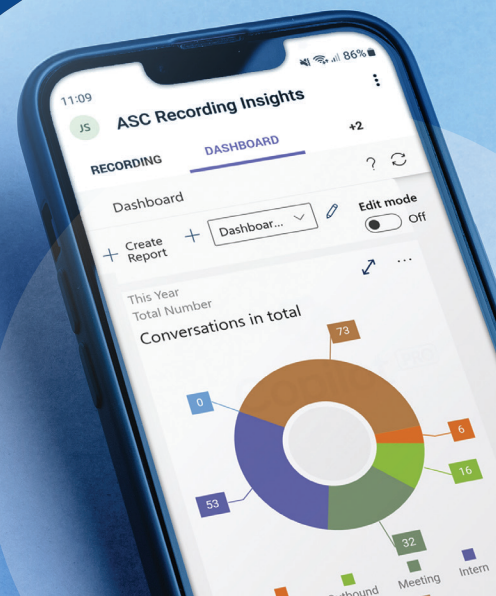 11:09
86%
JS
ASC Recording Insights
RECORDING
DASHBOARD
+2
Dashboard
?
+ Create
Report
+
Dashboar...
Edit mode
Off
This Year
Total Number
...
Conversations in total
73
0
6
16
53
32
Meeting
Intern